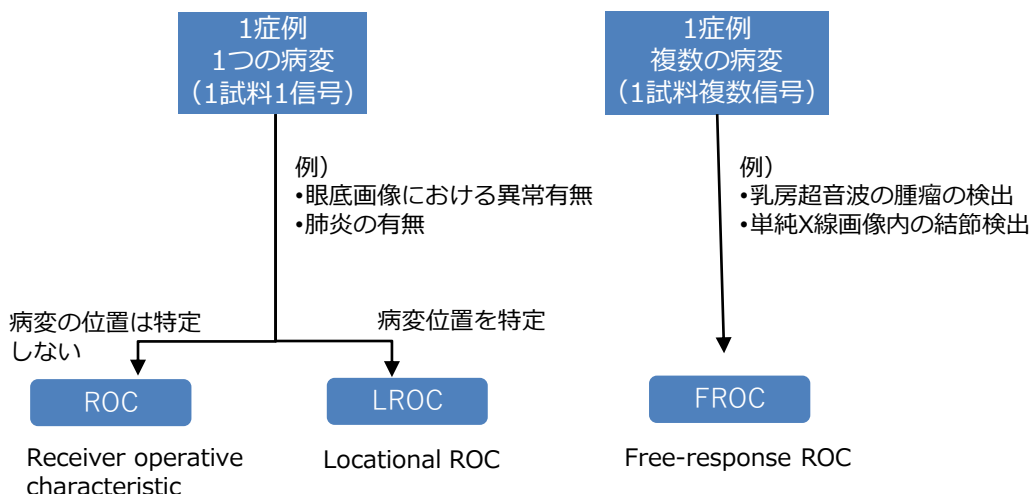 1症例
1つの病変
（1試料1信号）
1症例
複数の病変
（1試料複数信号）
例）
•眼底画像における異常有無
•肺炎の有無
例）
•乳房超音波の腫瘤の検出
•単純X線画像内の結節検出
病変の位置は特定
しない
病変位置を特定
ROC
LROC
FROC
Receiver operative
characteristic
Locational ROC
Free-response ROC